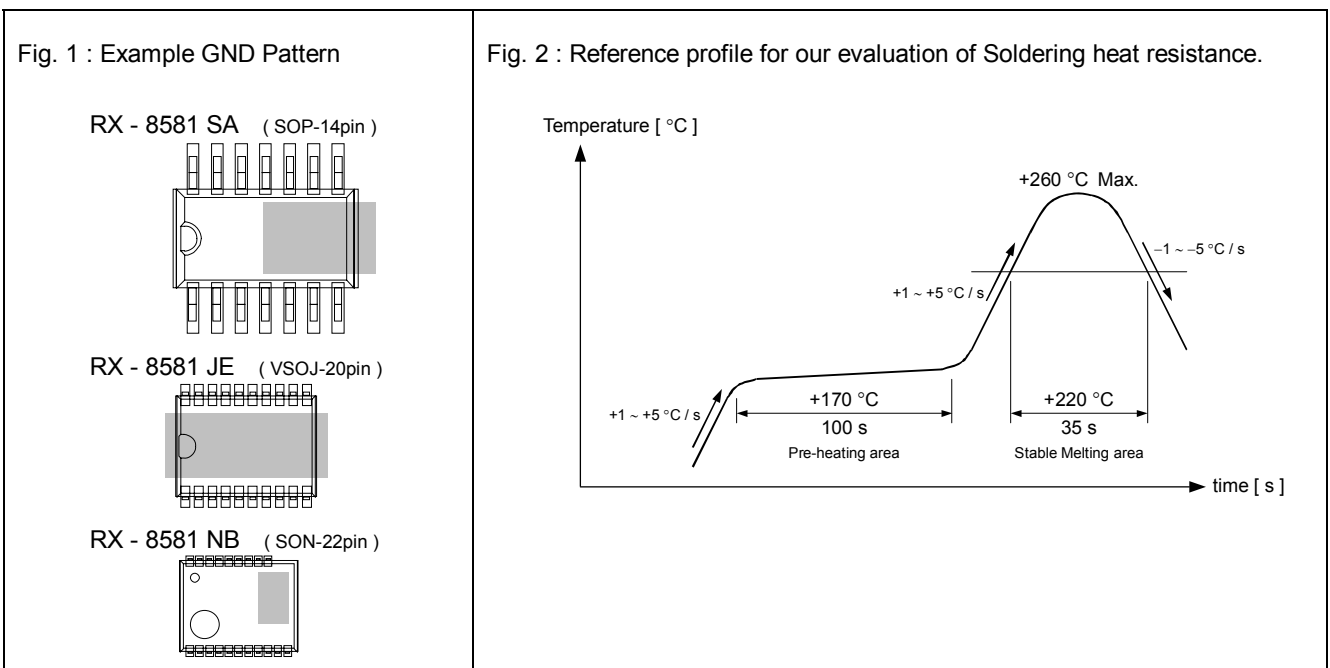 Fig. 1 : Example GND Pattern
RX - 8581 SA ( SOP-14pin )
RX - 8581 JE ( VSOJ-20pin )
RX - 8581 NB ( SON-22pin )
Fig. 2 : Reference profile for our evaluation of Soldering heat resistance.
Temperature [ °C ]
+260 °C Max.
−1 ~ −5 °C / s
+1 ~ +5 °C / s
+1 ~ +5 °C / s
+170 °C
100 s
Pre-heating area
+220 °C
35 s
Stable Melting area
time [ s ]